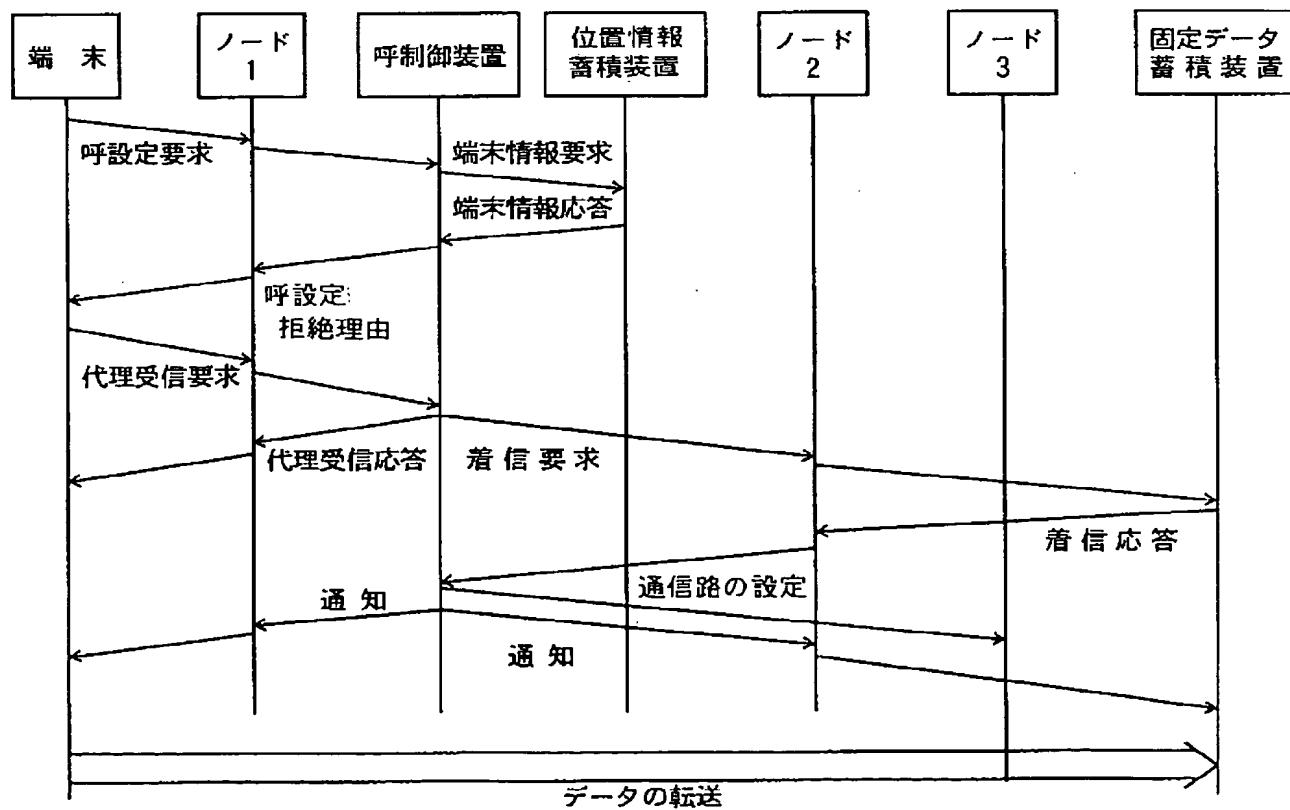 端末
ノード
1
呼制御装置
位置情報
蓄積装置
ノード
2
ノード
3
固定データ
蓄積装置
呼設定要求
端末情報要求
端末情報応答
呼設定
拒絶理由
代理受信要求
代理受信応答
着信要求
着信応答
通信路の設定
通知
通知
データの転送